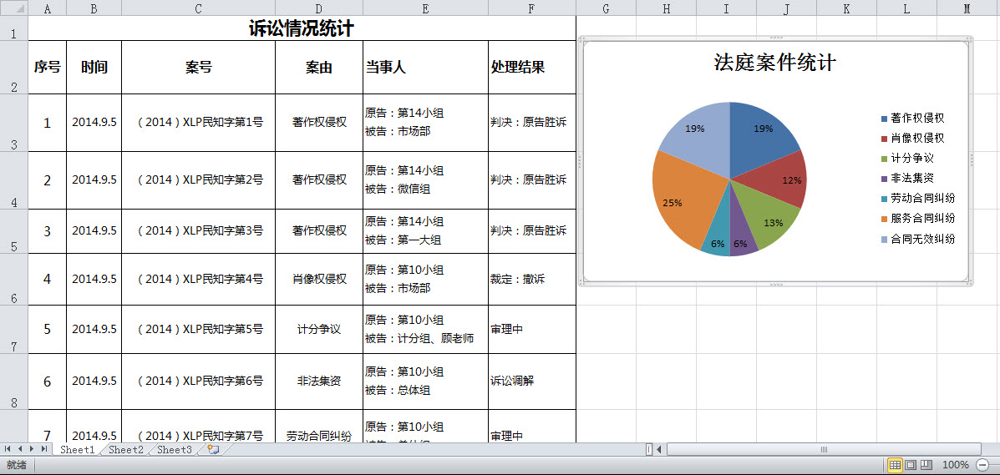 A B C D E F G H I J K L M
1 诉讼情况统计
2 序号 时间 案号 案由 当事人 处理结果
3 1 2014.9.5 （2014）XLP民知字第1号 著作权侵权 原告：第14小组 判决：原告胜诉
被告：市场部
4 2 2014.9.5 （2014）XLP民知字第2号 著作权侵权 原告：第14小组 判决：原告胜诉
被告：微信组
5 3 2014.9.5 （2014）XLP民知字第3号 著作权侵权 原告：第14小组 判决：原告胜诉
被告：第一大组
6 4 2014.9.5 （2014）XLP民知字第4号 肖像权侵权 原告：第10小组 裁定：撤诉
被告：市场部
7 5 2014.9.5 （2014）XLP民知字第5号 计分争议 原告：第10小组 审理中
被告：计分组、顾老师
8 6 2014.9.5 （2014）XLP民知字第6号 非法集资 原告：第10小组 诉讼调解
被告：总体组
7 2014.9.5 （2014）XLP民知字第7号 劳动合同纠纷 原告：第10小组 审理中
法庭案件统计
19% 19%
12%
25%
13%
6% 6%
著作权侵权
肖像权侵权
计分争议
非法集资
劳动合同纠纷
服务合同纠纷
合同无效纠纷
Sheet1 Sheet2 Sheet3
就绪 100%